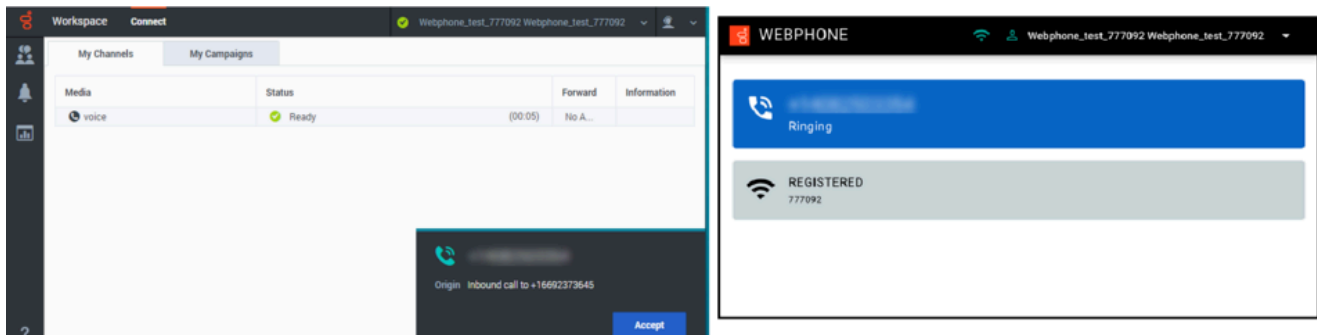 Workspace Connect
Webphone_test_777092 Webphone_test_777092
My Channels My Campaigns
Media Status Forward Information
voice Ready (00:05) No A...
Origin Inbound call to +16692373645
Accept
?
WEBPHONE
Webphone_test_777092 Webphone_test_777092
Ringing
REGISTERED
777092